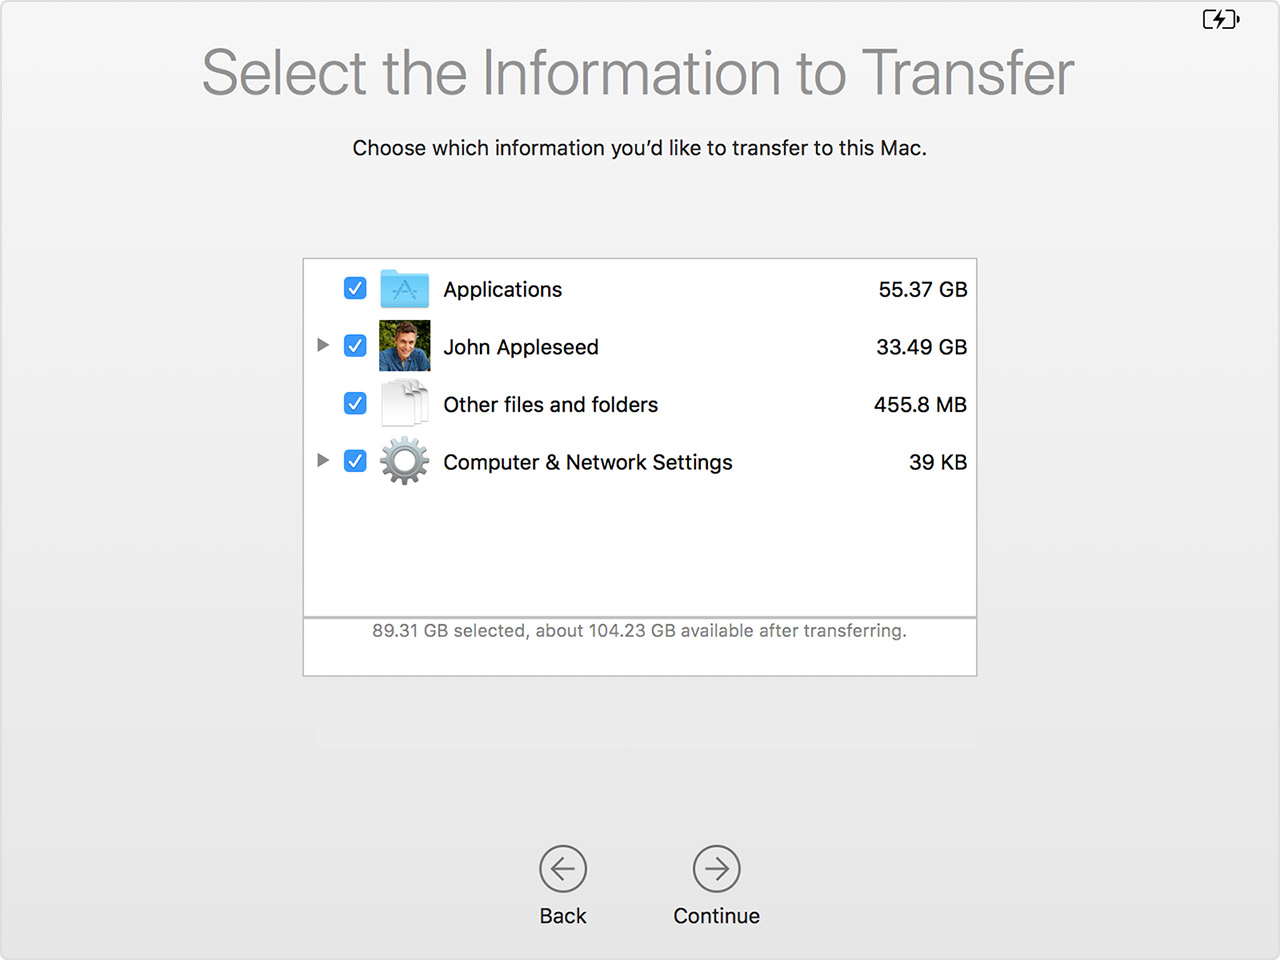 Select the Information to Transfer
Choose which information you’d like to transfer to this Mac.
Applications 55.37 GB
John Appleseed 33.49 GB
Other files and folders 455.8 MB
Computer & Network Settings 39 KB
89.31 GB selected, about 104.23 GB available after transferring.
Back Continue